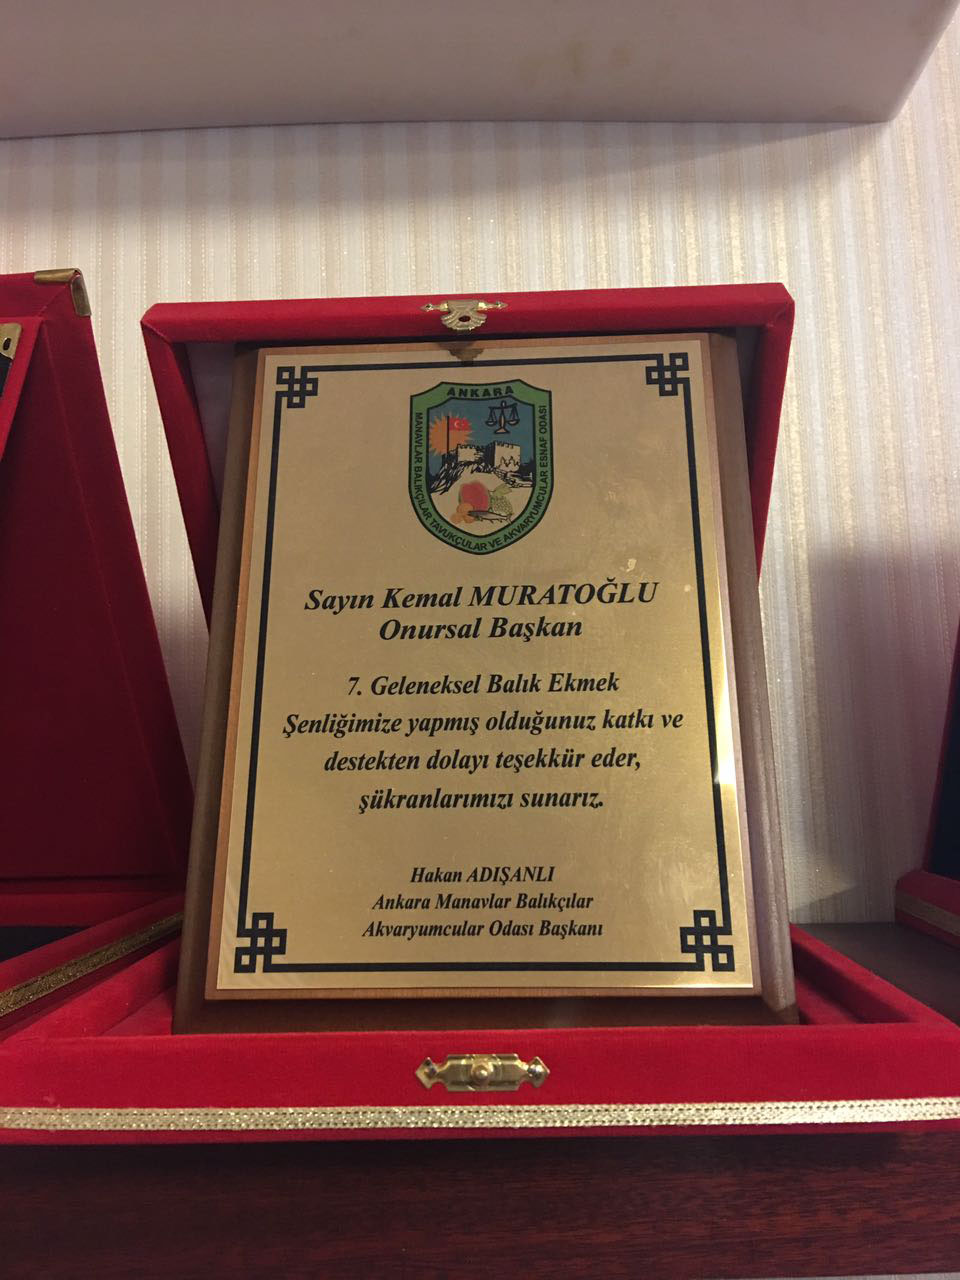 ANKARA
MANAVLAR BALIKÇILAR TAVUKÇULAR VE AKVARYUMCULAR ESNAF ODASI
Sayın Kemal MURATOĞLU
Onursal Başkan
7. Geleneksel Balık Ekmek
Şenliğimize yapmış olduğunuz katkı ve
destekten dolayı teşekkür eder,
şükranlarımızı sunarız.
Hakan ADIŞANLI
Ankara Manavlar Balıkçılar
Akvaryumcular Odası Başkanı